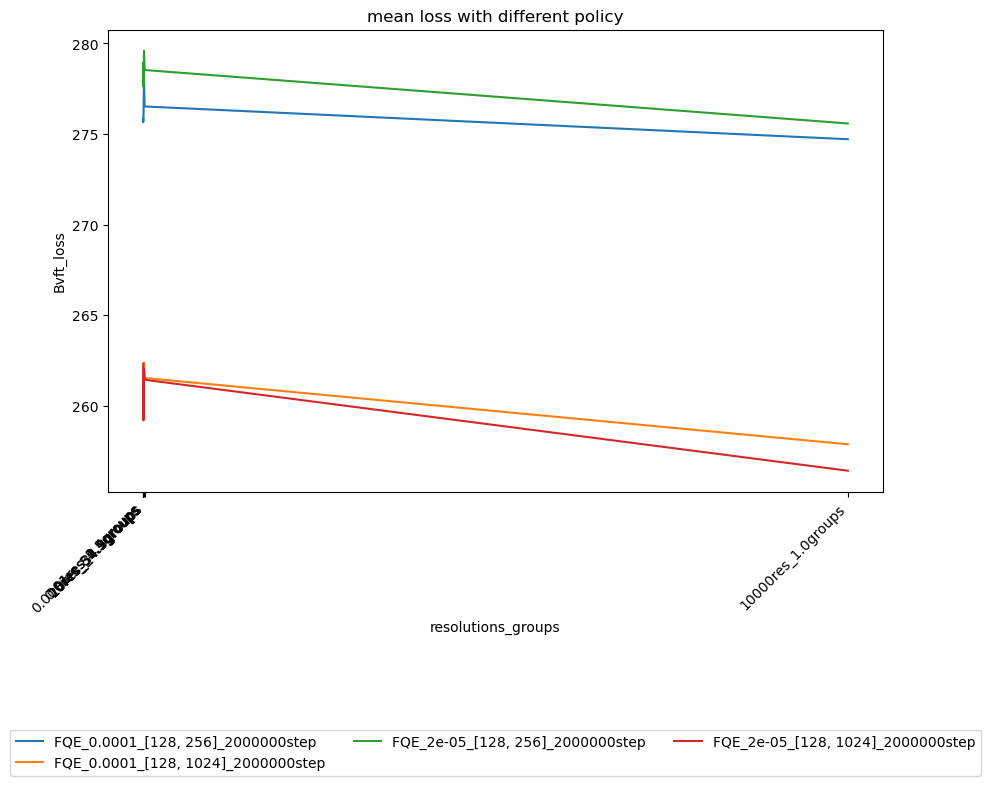 mean loss with different policy
280
275
270
265
260
Bvft_loss
10000res_1.0groups
resolutions_groups
FQE_0.0001_[128, 256]_2000000step
FQE_0.0001_[128, 1024]_2000000step
FQE_2e-05_[128, 256]_2000000step
FQE_2e-05_[128, 1024]_2000000step